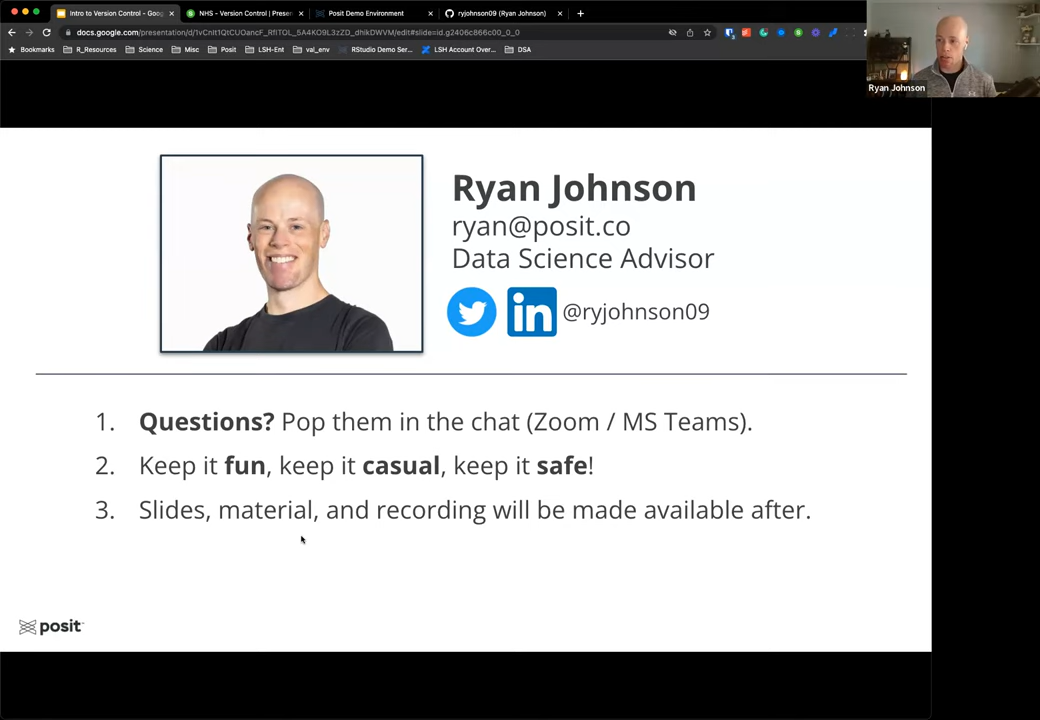 Intro to Version Control - Goog
NHS - Version Control | Presen
Posit Demo Environment
ryjohnson09 (Ryan Johnson)
Bookmarks
R_Resources
Science
Misc
Posit
LSH-Ent
val_env
RStudio Demo Ser...
LSH Account Over...
DSA
Ryan Johnson
Ryan Johnson
ryan@posit.co
Data Science Advisor
in
@ryjohnson09
1. Questions? Pop them in the chat (Zoom / MS Teams).
2. Keep it fun, keep it casual, keep it safe!
3. Slides, material, and recording will be made available after.
posit